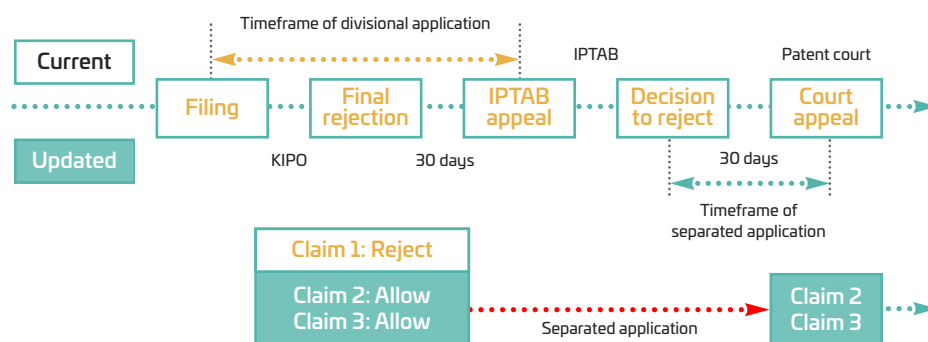 Timeframe of divisional application
Current
IPTAB
Patent court
Filing
Final
rejection
IPTAB
appeal
Decision
to reject
Court
appeal
Updated
KIPO
30 days
30 days
Timeframe of
separated application
Claim 1: Reject
Claim 2: Allow
Claim 3: Allow
Separated application
Claim 2
Claim 3